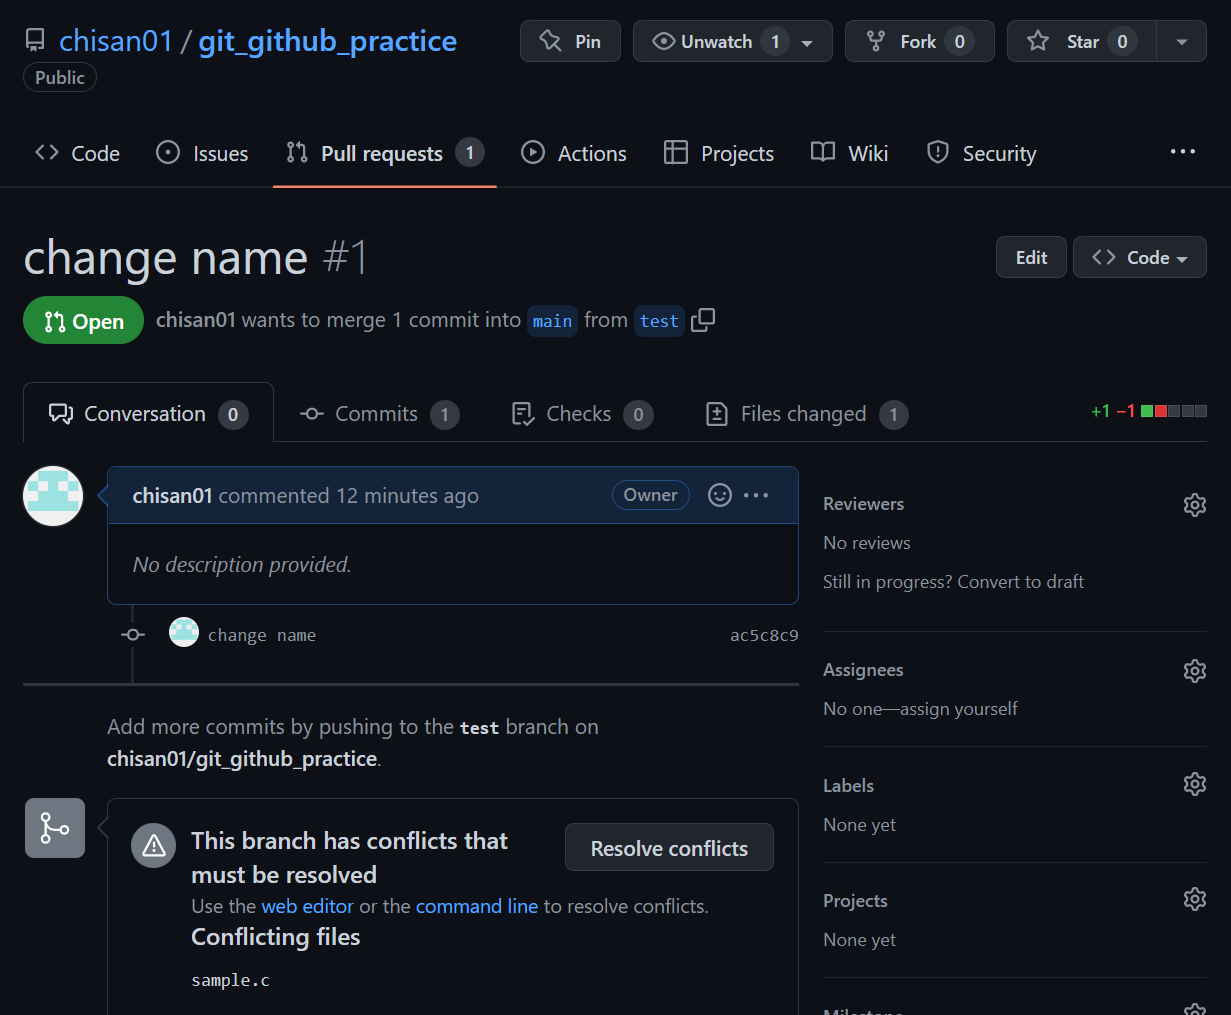 chisan01 / git_github_practice
Public
Pin
Unwatch 1
Fork 0
Star 0
Code
Issues
Pull requests 1
Actions
Projects
Wiki
Security
change name #1
Edit
Code
Open
chisan01 wants to merge 1 commit into main from test
Conversation 0
Commits 1
Checks 0
Files changed 1
+1 −1
chisan01 commented 12 minutes ago
Owner
No description provided.
change name
ac5c8c9
Add more commits by pushing to the test branch on
chisan01/git_github_practice.
This branch has conflicts that
must be resolved
Resolve conflicts
Use the web editor or the command line to resolve conflicts.
Conflicting files
sample.c
Reviewers
No reviews
Still in progress? Convert to draft
Assignees
No one—assign yourself
Labels
None yet
Projects
None yet
Milestone